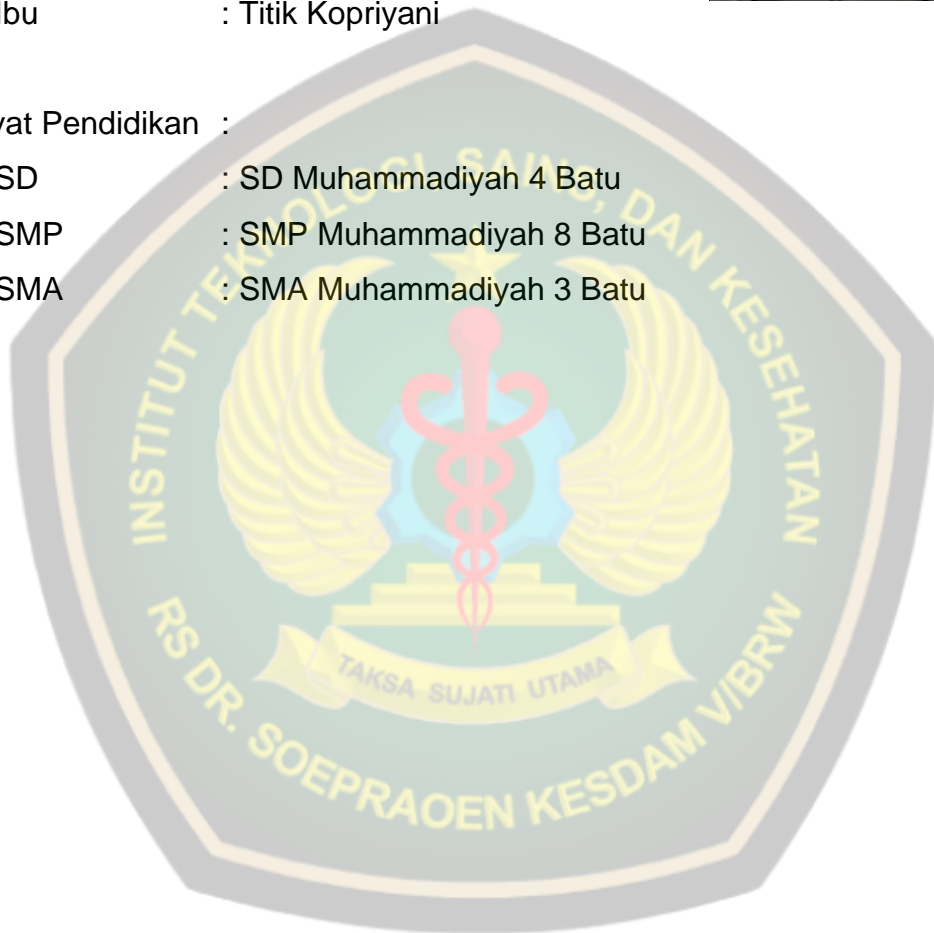 Ibu : Titik Kopriyani
yat Pendidikan :
SD : SD Muhammadiyah 4 Batu
SMP : SMP Muhammadiyah 8 Batu
SMA : SMA Muhammadiyah 3 Batu
INSTITUT TEKNOLOGI, SAINS, DAN KESEHATAN
TAKSA SUJATI UTAMA
RS DR. SOEPRAOEN KESDAM V/BRW